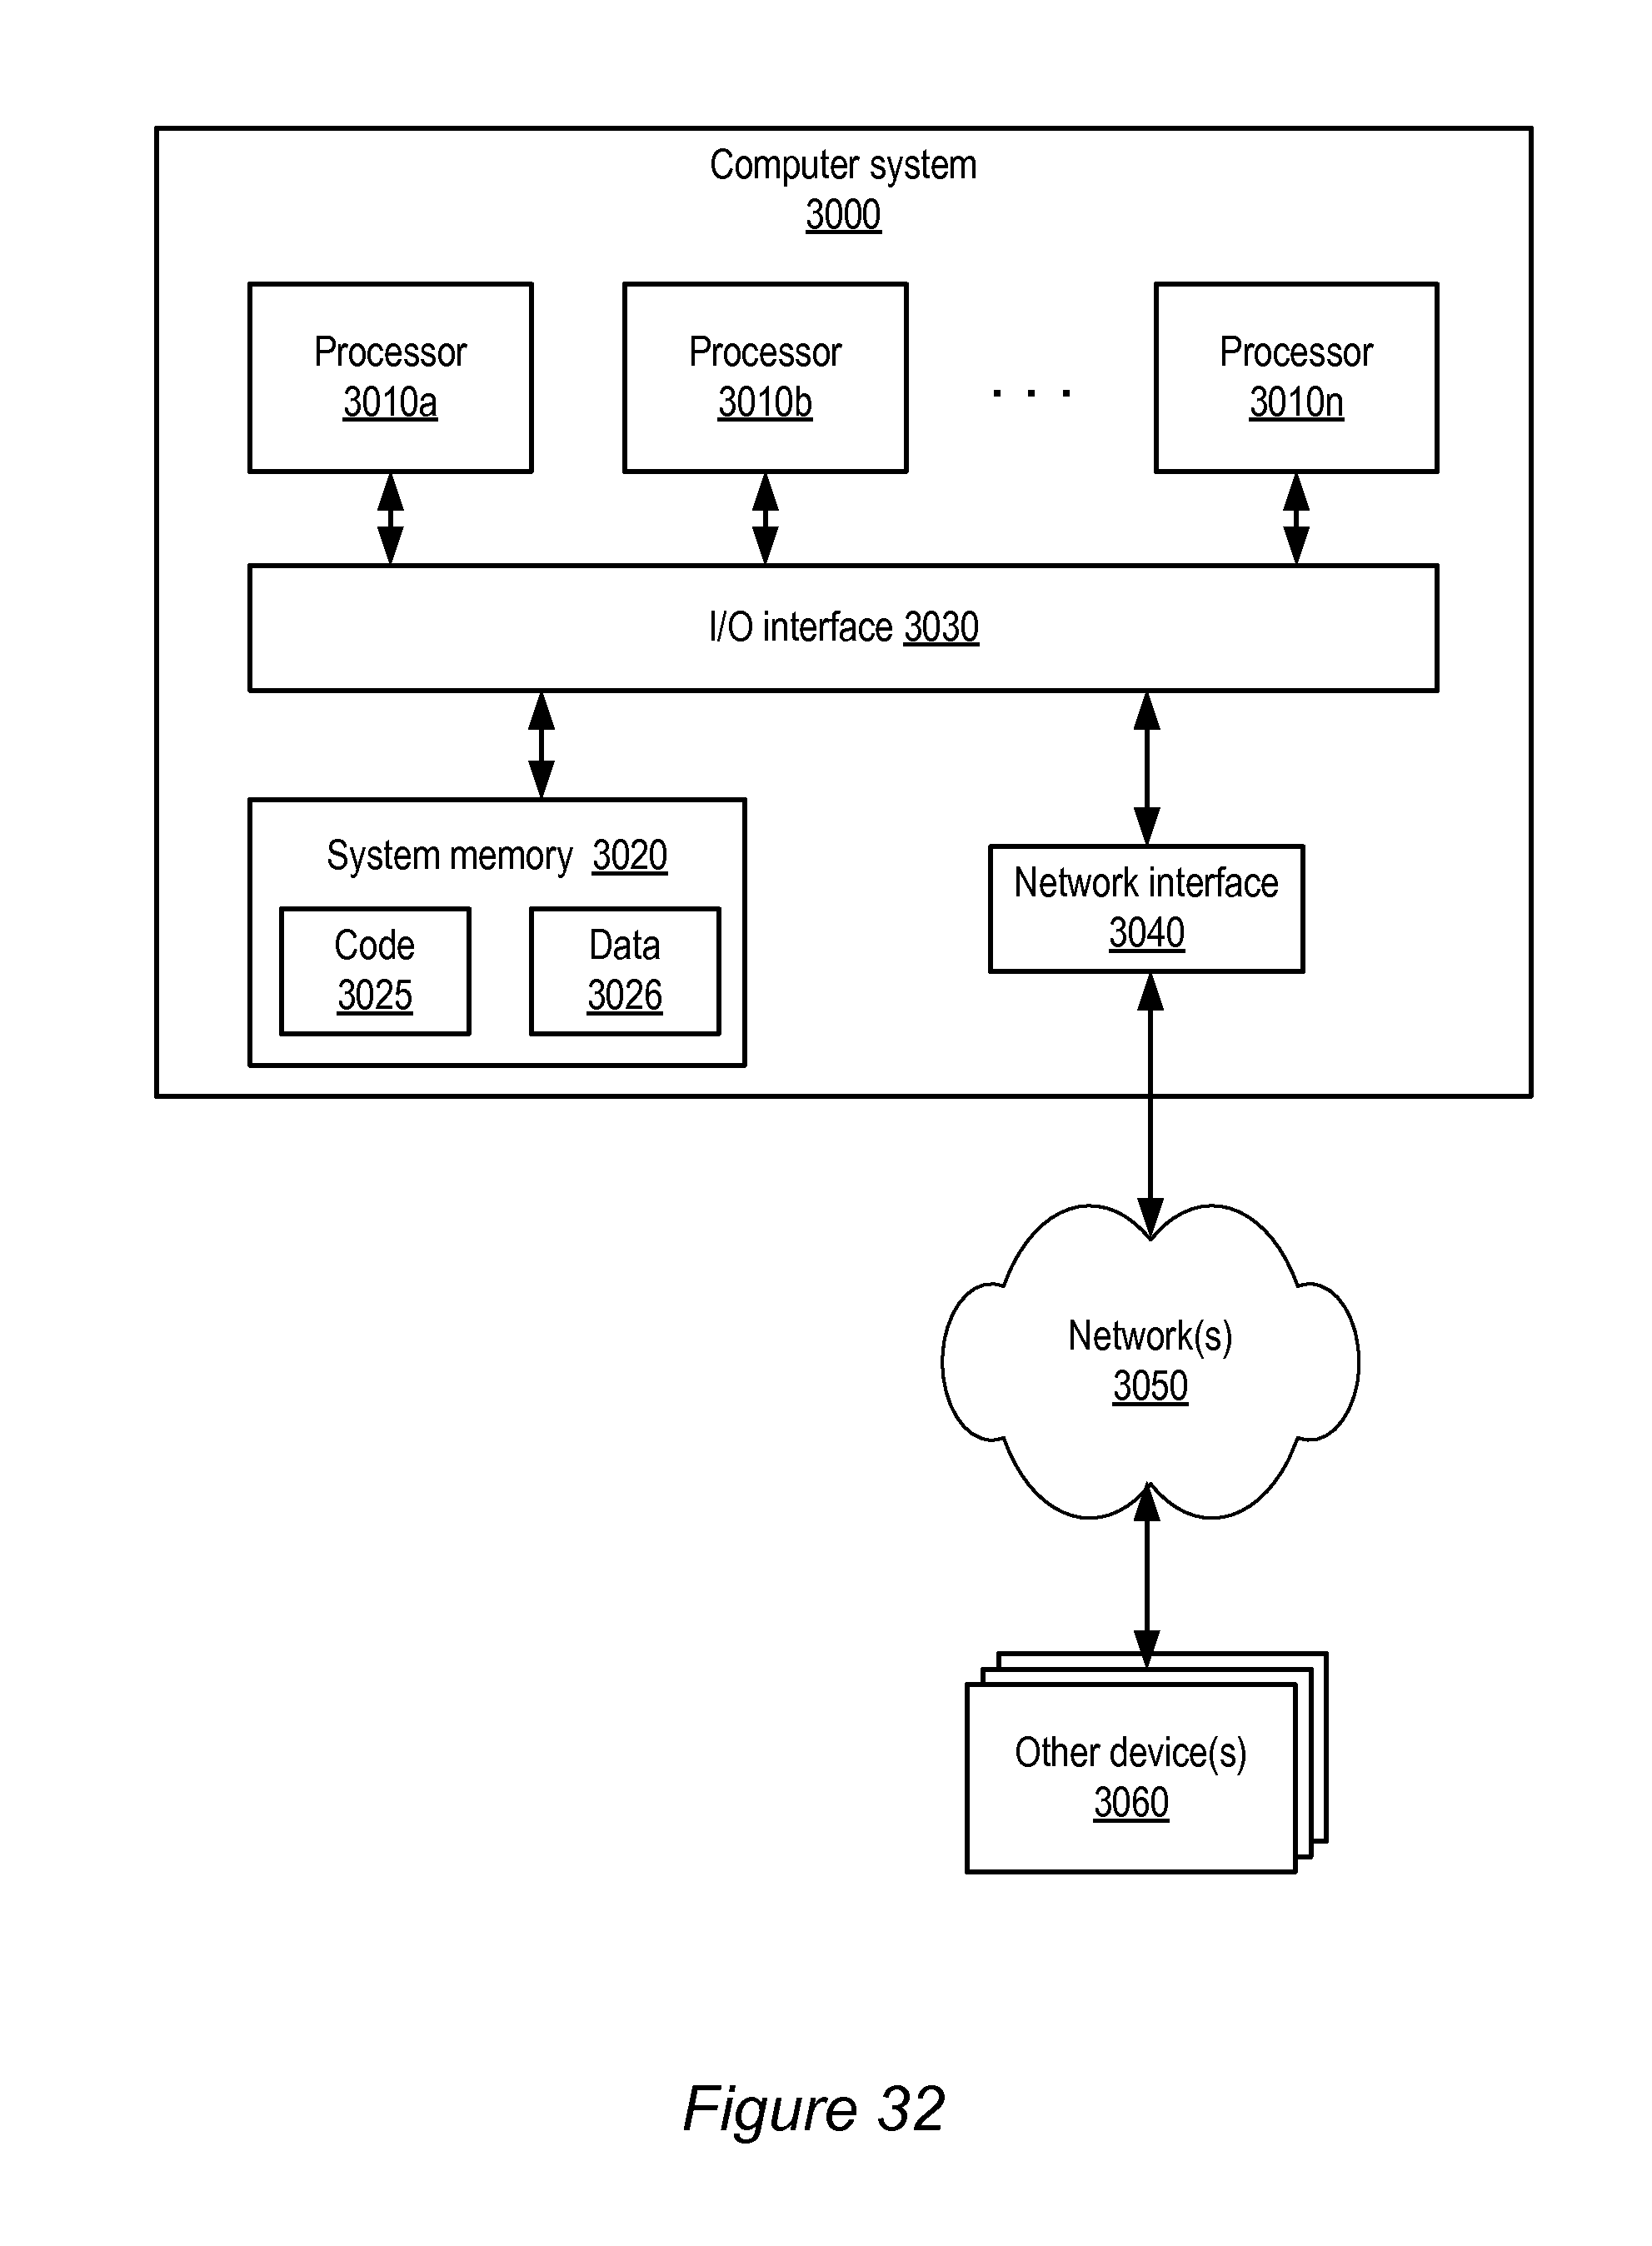 Computer system
3000
Processor
3010a
Processor
3010b
. . .
Processor
3010n
I/O interface 3030
System memory 3020
Code
3025
Data
3026
Network interface
3040
Network(s)
3050
Other device(s)
3060
Figure 32